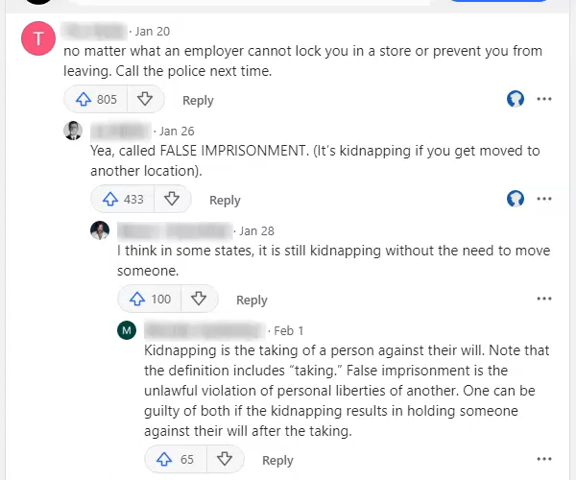 T
· Jan 20
no matter what an employer cannot lock you in a store or prevent you from
leaving. Call the police next time.
805
Reply
· Jan 26
Yea, called FALSE IMPRISONMENT. (It’s kidnapping if you get moved to
another location).
433
Reply
· Jan 28
I think in some states, it is still kidnapping without the need to move
someone.
100
Reply
M
· Feb 1
Kidnapping is the taking of a person against their will. Note that
the definition includes “taking.” False imprisonment is the
unlawful violation of personal liberties of another. One can be
guilty of both if the kidnapping results in holding someone
against their will after the taking.
65
Reply